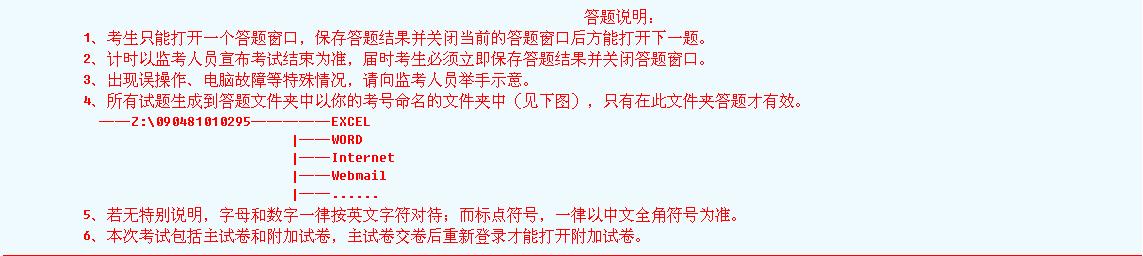 答题说明：
1、考生只能打开一个答题窗口，保存答题结果并关闭当前的答题窗口后方能打开下一题。
2、计时以监考人员宣布考试结束为准，届时考生必须立即保存答题结果并关闭答题窗口。
3、出现误操作、电脑故障等特殊情况，请向监考人员举手示意。
4、所有试题生成到答题文件夹中以你的考号命名的文件夹中（见下图），只有在此文件夹答题才有效。
——Z:\090481010295—————EXCEL
|——WORD
|——Internet
|——Webmail
|——......
5、若无特别说明，字母和数字一律按英文字符对待；而标点符号，一律以中文全角符号为准。
6、本次考试包括主试卷和附加试卷，主试卷交卷后重新登录才能打开附加试卷。